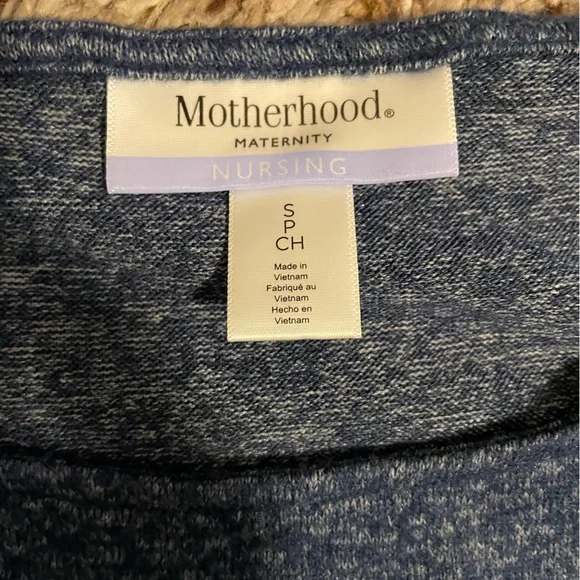 Motherhood®
MATERNITY
NURSING
S
P
CH
Made in
Vietnam
Fabriqué au
Vietnam
Hecho en
Vietnam